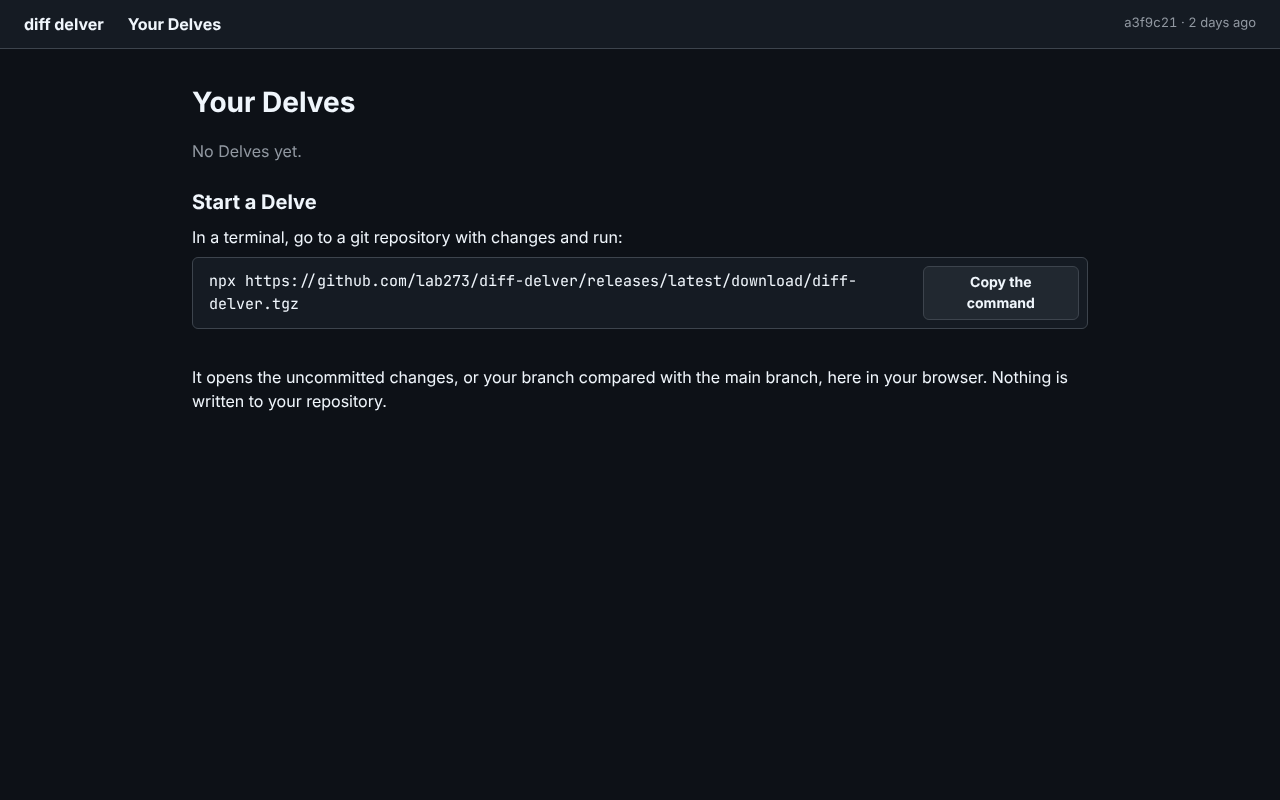 diff delver
Your Delves
a3f9c21 · 2 days ago
Your Delves
No Delves yet.
Start a Delve
In a terminal, go to a git repository with changes and run:
npx https://github.com/lab273/diff-delver/releases/latest/download/diff-
delver.tgz
Copy the
command
It opens the uncommitted changes, or your branch compared with the main branch, here in your browser. Nothing is
written to your repository.